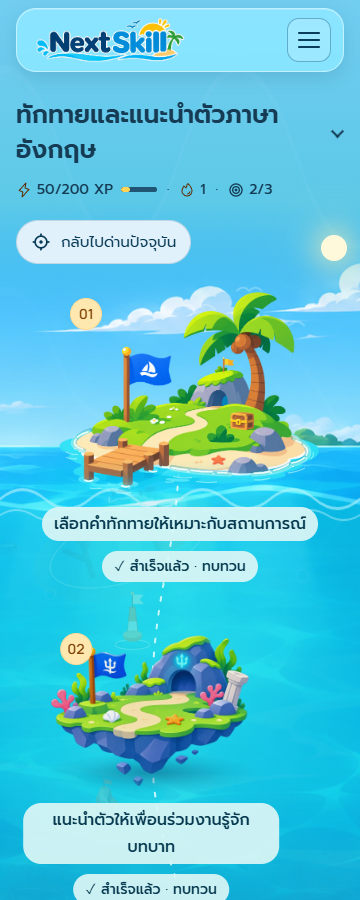 NextSkill
ทักทายและแนะนำตัวภาษา
อังกฤษ
50/200 XP · 1 · 2/3
กลับไปด่านปัจจุบัน
01
เลือกคำทักทายให้เหมาะกับสถานการณ์
✓ สำเร็จแล้ว · ทบทวน
02
แนะนำตัวให้เพื่อนร่วมงานรู้จัก
บทบาท
✓ สำเร็จแล้ว · ทบทวน